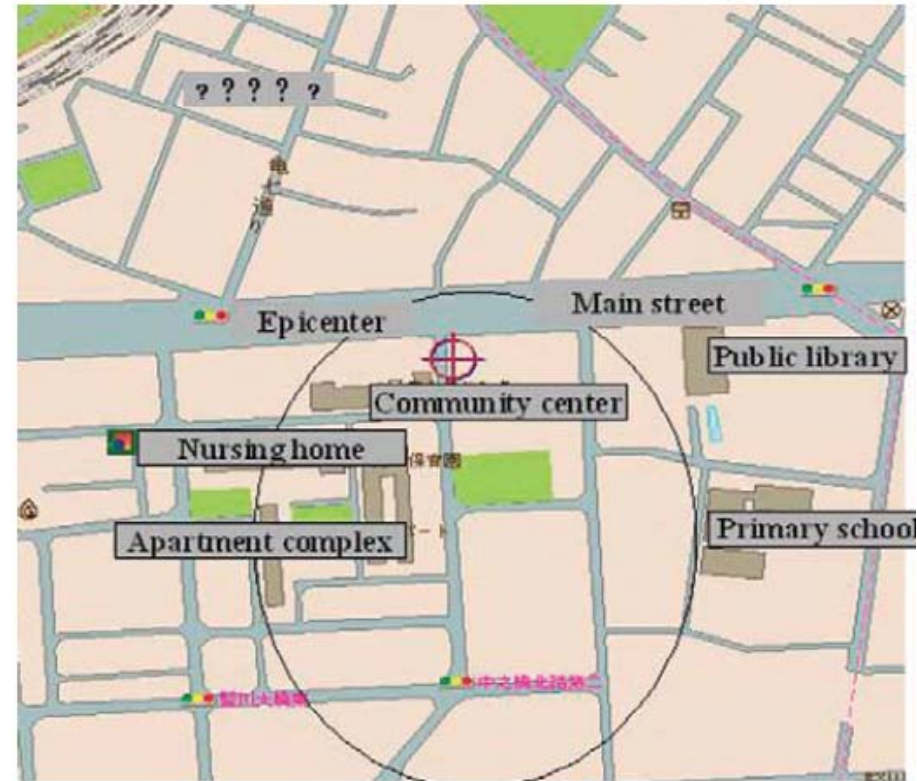 ? ? ? ? ?
Main street
Epicenter
Public library
Community center
Nursing home
保育園
Primary school
Apartment complex